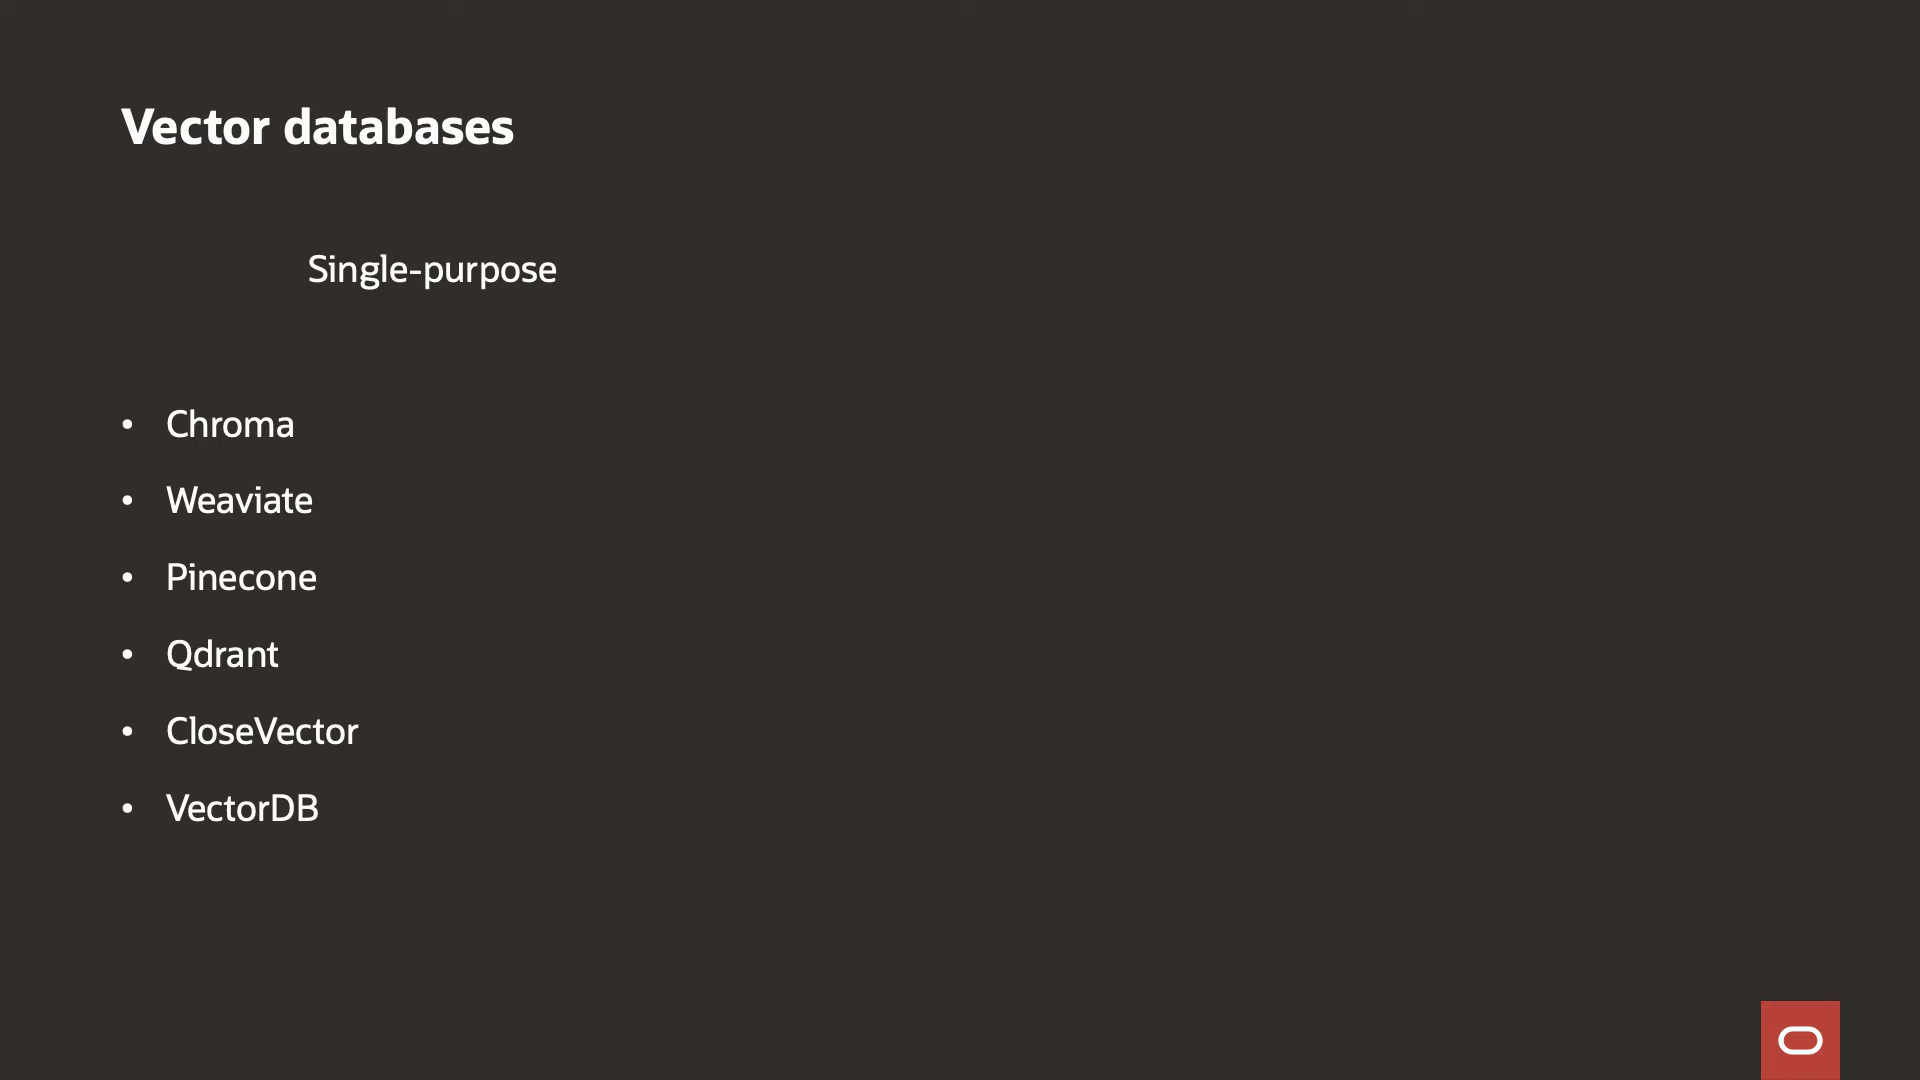 Vector databases
Single-purpose
• Chroma
• Weaviate
• Pinecone
• Qdrant
• CloseVector
• VectorDB